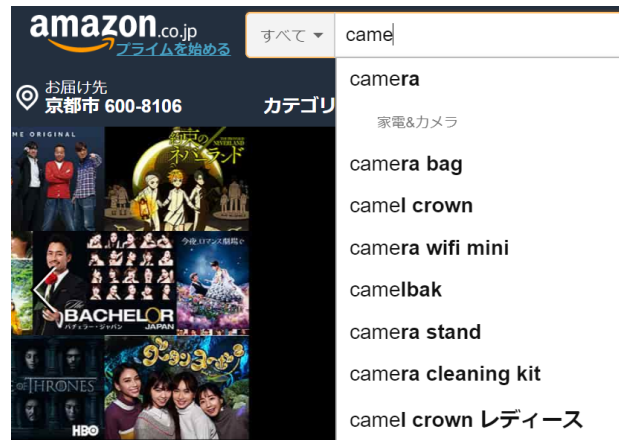 amazon.co.jp
プライムを始める
すべて
came
お届け先
京都市 600-8106
カテゴリ
camera
家電&カメラ
camera bag
camel crown
camera wifi mini
camelbak
camera stand
camera cleaning kit
camel crown レディース
ME ORIGINAL
約束の
ネバーランド
今夜、ロマンス劇場で
The
BACHELOR
バチェラー・ジャパン
JAPAN
OF THRONES
HBO